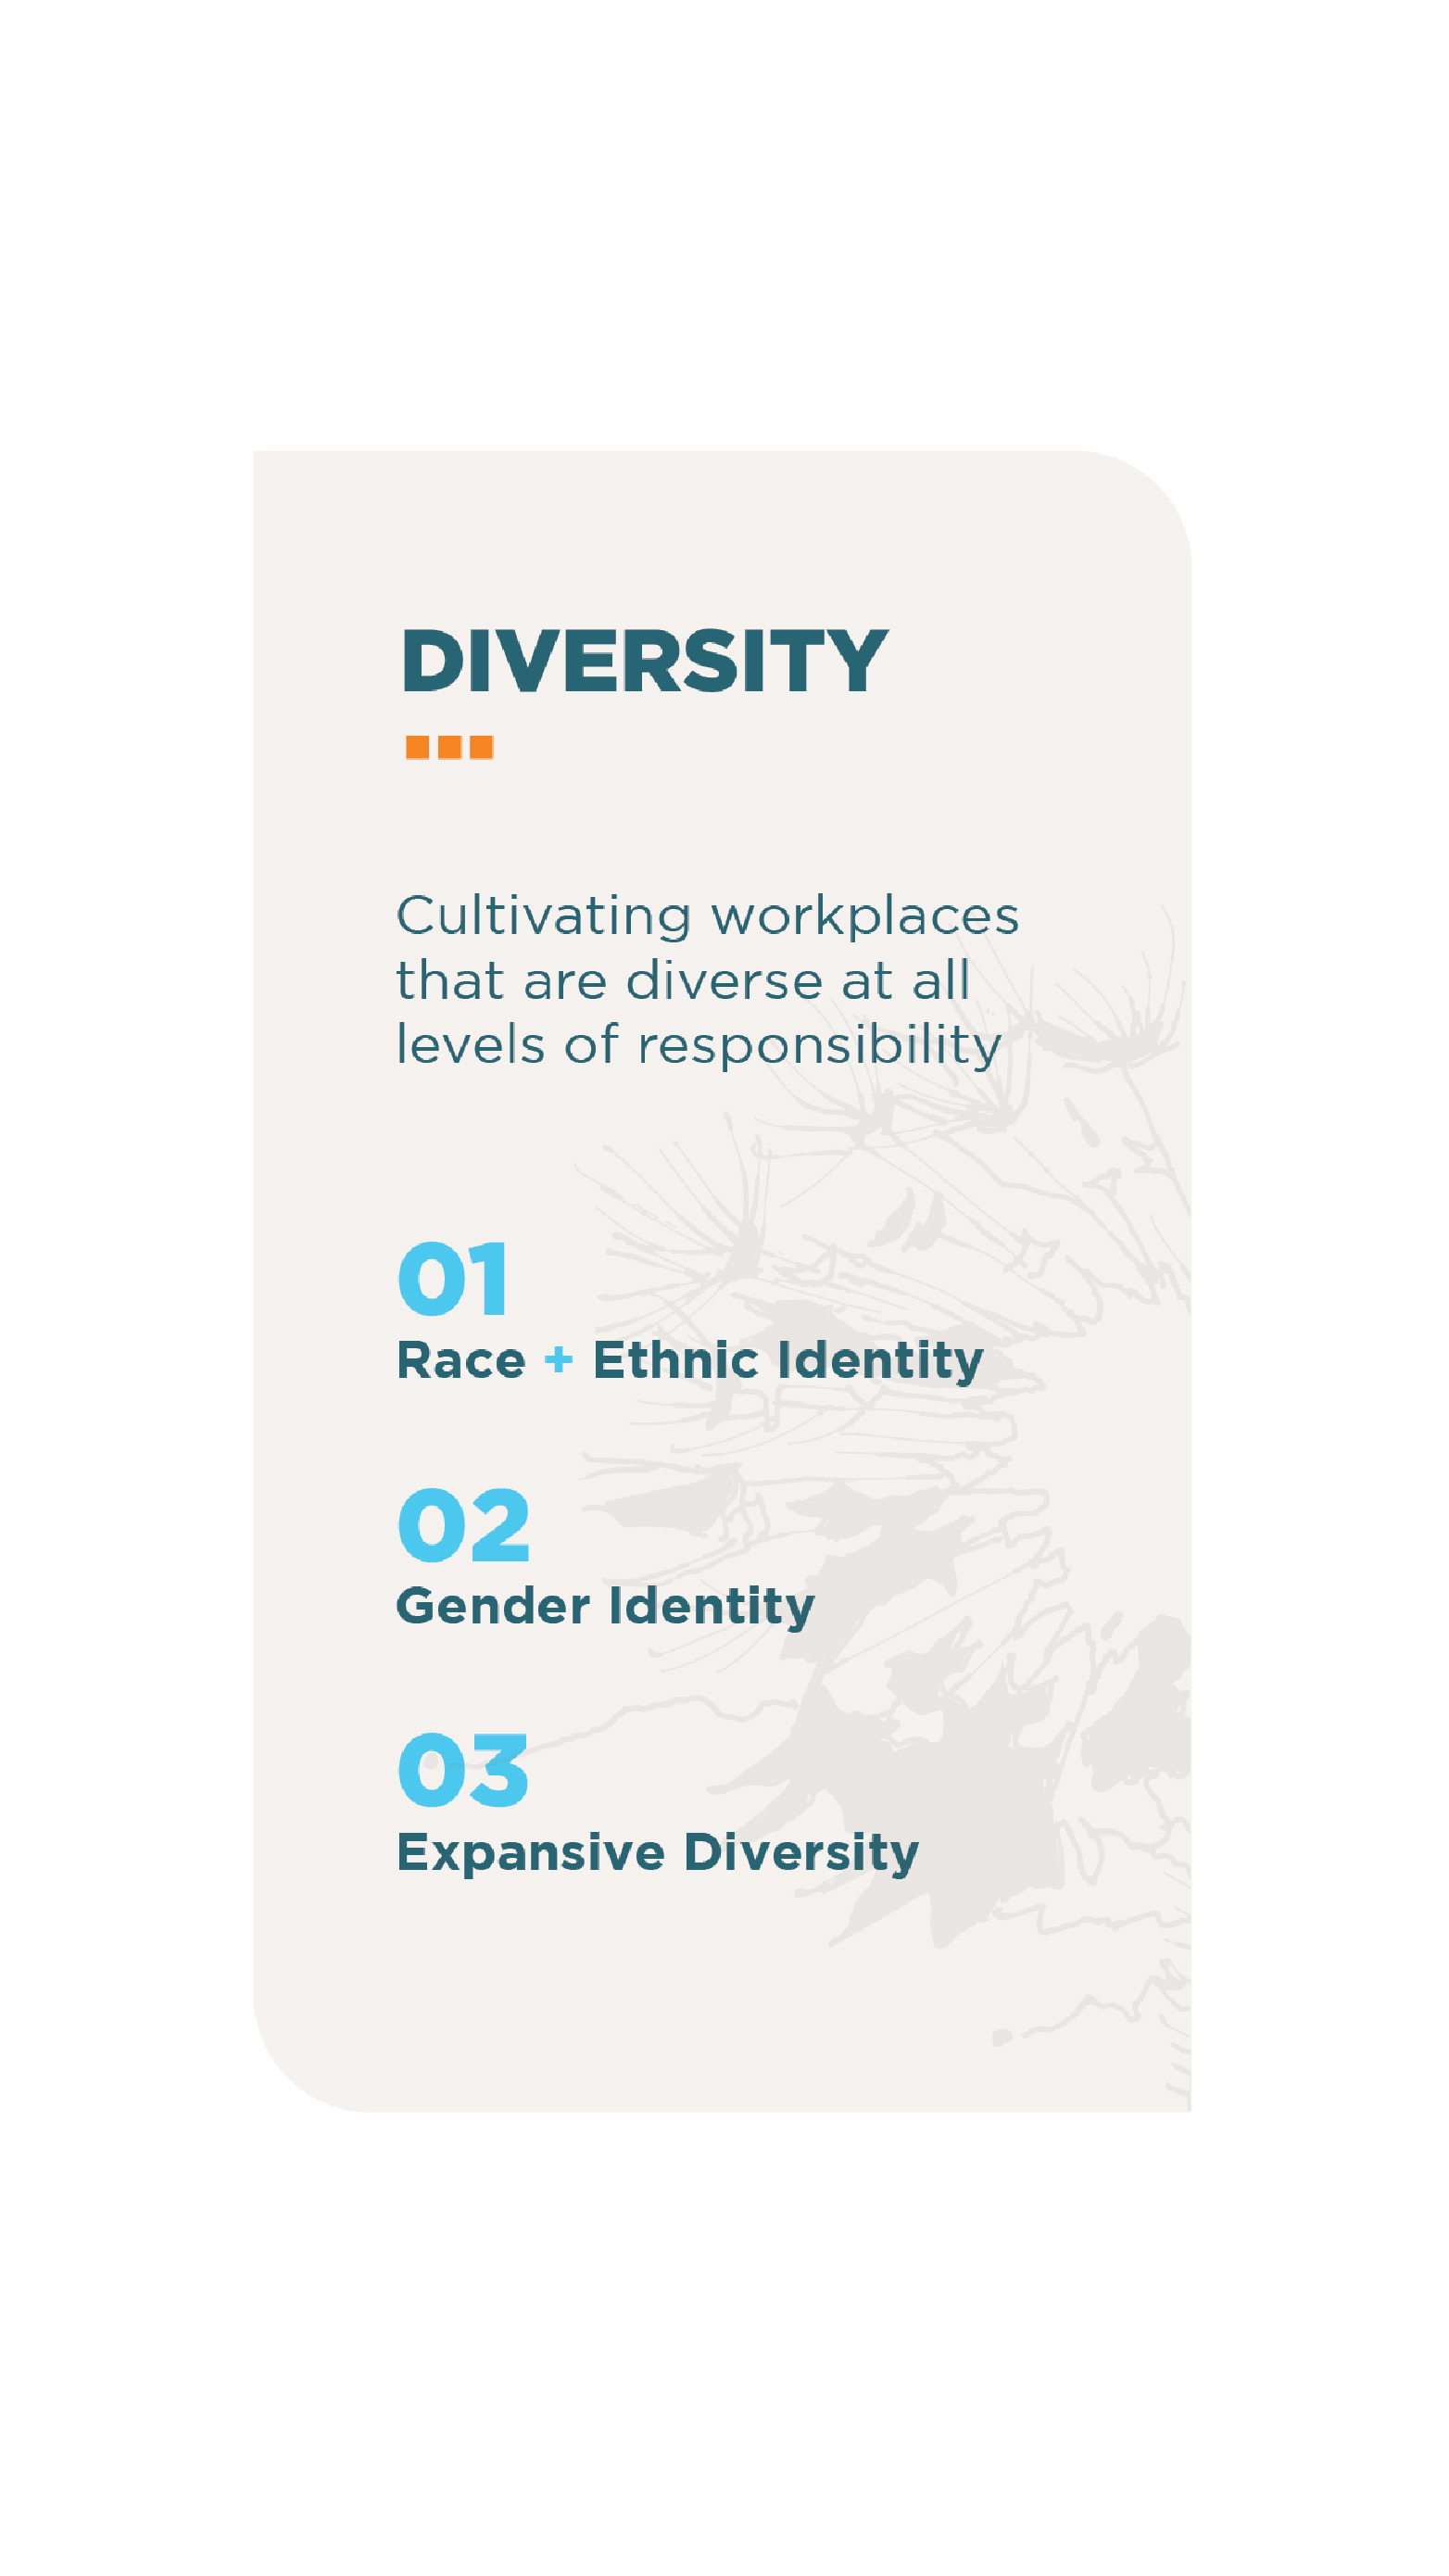 DIVERSITY
Cultivating workplaces
that are diverse at all
levels of responsibility
01
Race + Ethnic Identity
02
Gender Identity
03
Expansive Diversity